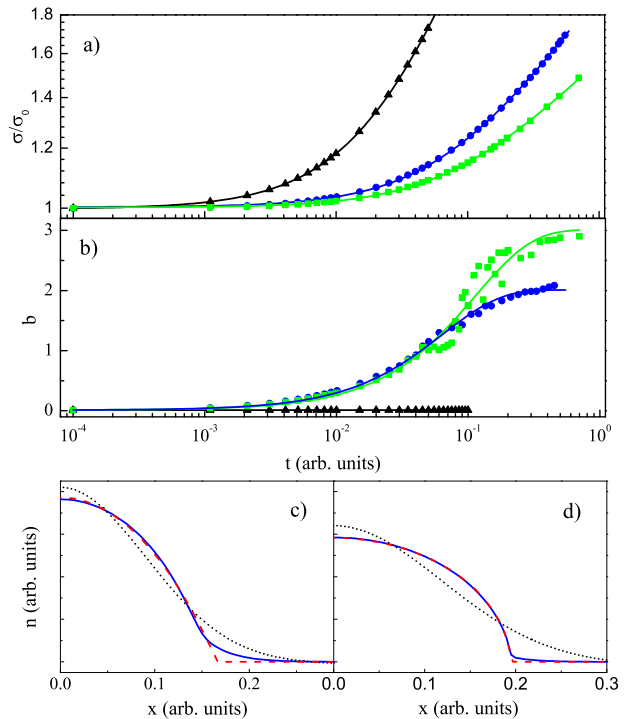 a)
1.8
1.6
1.4
1.2
1
σ/σ₀
b)
3
2
1
0
b
10⁻⁴ 10⁻³ 10⁻² 10⁻¹ 10⁰
t (arb. units)
c) d)
n (arb. units)
0.0 0.1 0.2 0.0 0.1 0.2 0.3
x (arb. units) x (arb. units)